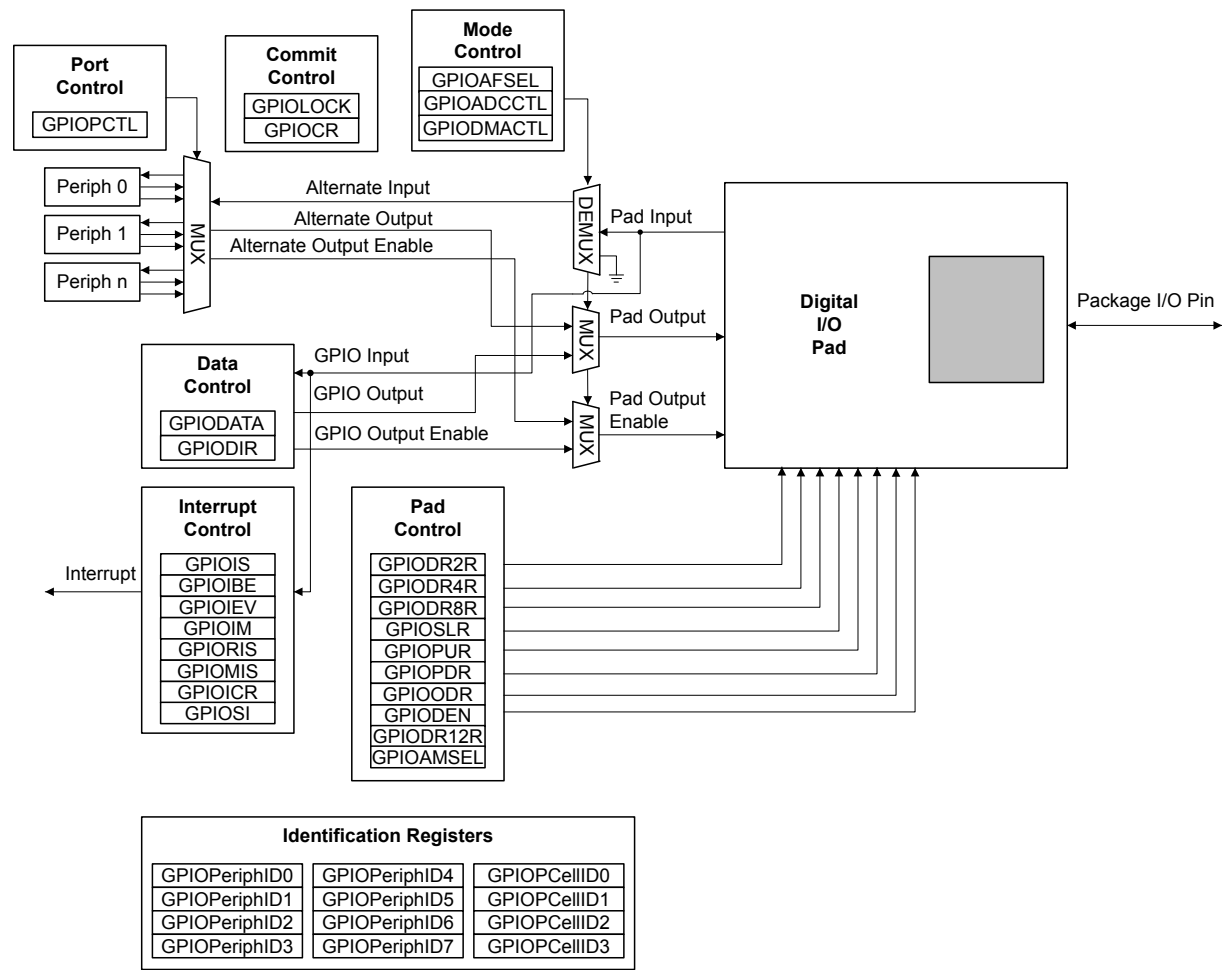 Port
Control
GPIOPCTL
Commit
Control
GPIOLOCK
GPIOCR
Mode
Control
GPIOAFSEL
GPIOADCCTL
GPIODMACTL
Periph 0
Periph 1
Periph n
MUX
Alternate Input
Alternate Output
Alternate Output Enable
DEMUX
Pad Input
MUX
Pad Output
MUX
Pad Output
Enable
Digital
I/O
Pad
Package I/O Pin
Data
Control
GPIODATA
GPIODIR
GPIO Input
GPIO Output
GPIO Output Enable
Interrupt
Interrupt
Control
GPIOIS
GPIOIBE
GPIOIEV
GPIOIM
GPIORIS
GPIOMIS
GPIOICR
GPIOSI
Pad
Control
GPIODR2R
GPIODR4R
GPIODR8R
GPIOSLR
GPIOPUR
GPIOPDR
GPIOODR
GPIODEN
GPIODR12R
GPIOAMSEL
Identification Registers
GPIOPeriphID0
GPIOPeriphID1
GPIOPeriphID2
GPIOPeriphID3
GPIOPeriphID4
GPIOPeriphID5
GPIOPeriphID6
GPIOPeriphID7
GPIOPCellID0
GPIOPCellID1
GPIOPCellID2
GPIOPCellID3